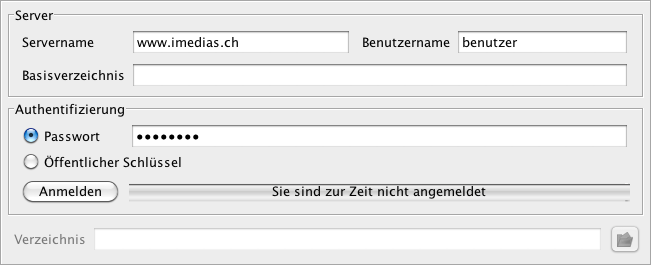 Server
Servername www.imedias.ch Benutzername benutzer
Basisverzeichnis
Authentifizierung
Passwort ••••••••
Öffentlicher Schlüssel
Anmelden Sie sind zur Zeit nicht angemeldet
Verzeichnis